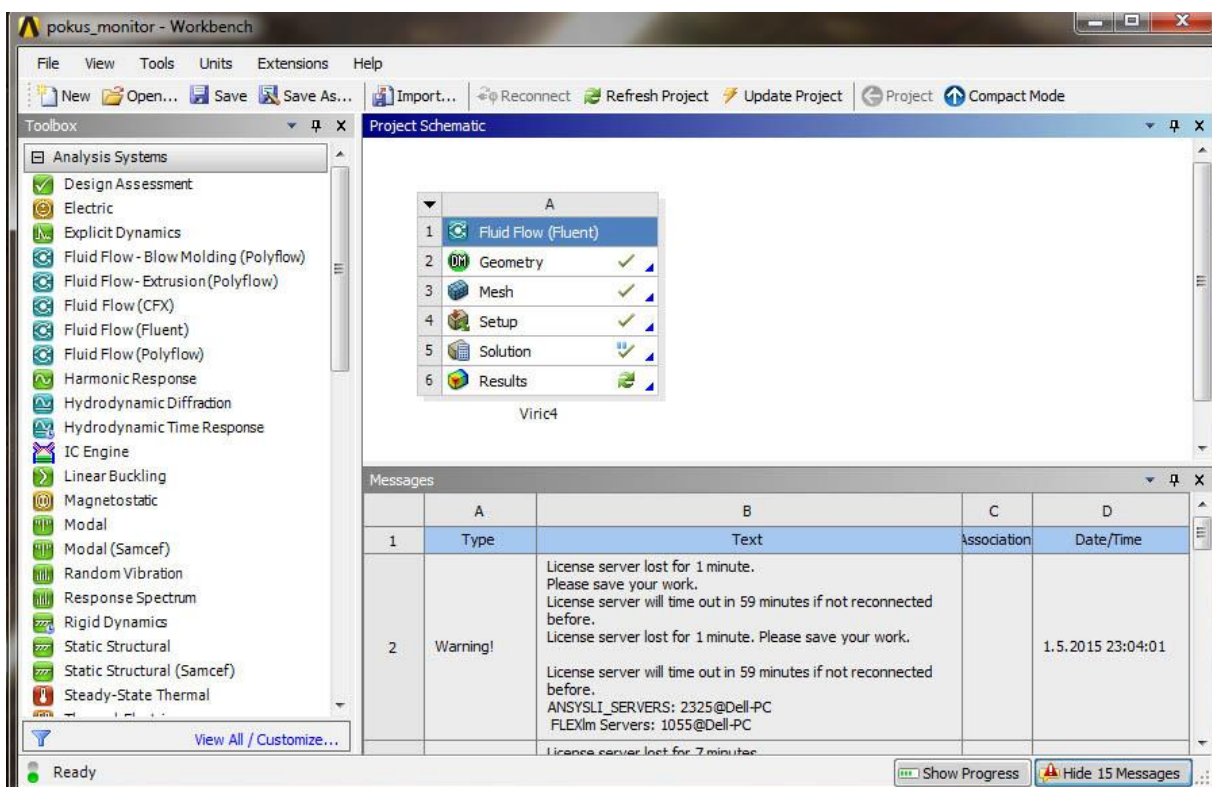 pokus_monitor - Workbench
File View Tools Units Extensions Help
New Open... Save Save As... Import... Reconnect Refresh Project Update Project Project Compact Mode
Toolbox
Analysis Systems
Design Assessment
Electric
Explicit Dynamics
Fluid Flow - Blow Molding (Polyflow)
Fluid Flow - Extrusion (Polyflow)
Fluid Flow (CFX)
Fluid Flow (Fluent)
Fluid Flow (Polyflow)
Harmonic Response
Hydrodynamic Diffraction
Hydrodynamic Time Response
IC Engine
Linear Buckling
Magnetostatic
Modal
Modal (Samcef)
Random Vibration
Response Spectrum
Rigid Dynamics
Static Structural
Static Structural (Samcef)
Steady-State Thermal
View All / Customize...
Project Schematic
A
1 Fluid Flow (Fluent)
2 DM Geometry
3 Mesh
4 Setup
5 Solution
6 Results
Viric4
Messages
A B C D
1 Type Text Association Date/Time
2 Warning!
License server lost for 1 minute.
Please save your work.
License server will time out in 59 minutes if not reconnected
before.
License server lost for 1 minute. Please save your work.
License server will time out in 59 minutes if not reconnected
before.
ANSYSLI_SERVERS: 2325@Dell-PC
FLEXlm Servers: 1055@Dell-PC
1.5.2015 23:04:01
License server lost for 7 minutes
Ready
Show Progress Hide 15 Messages